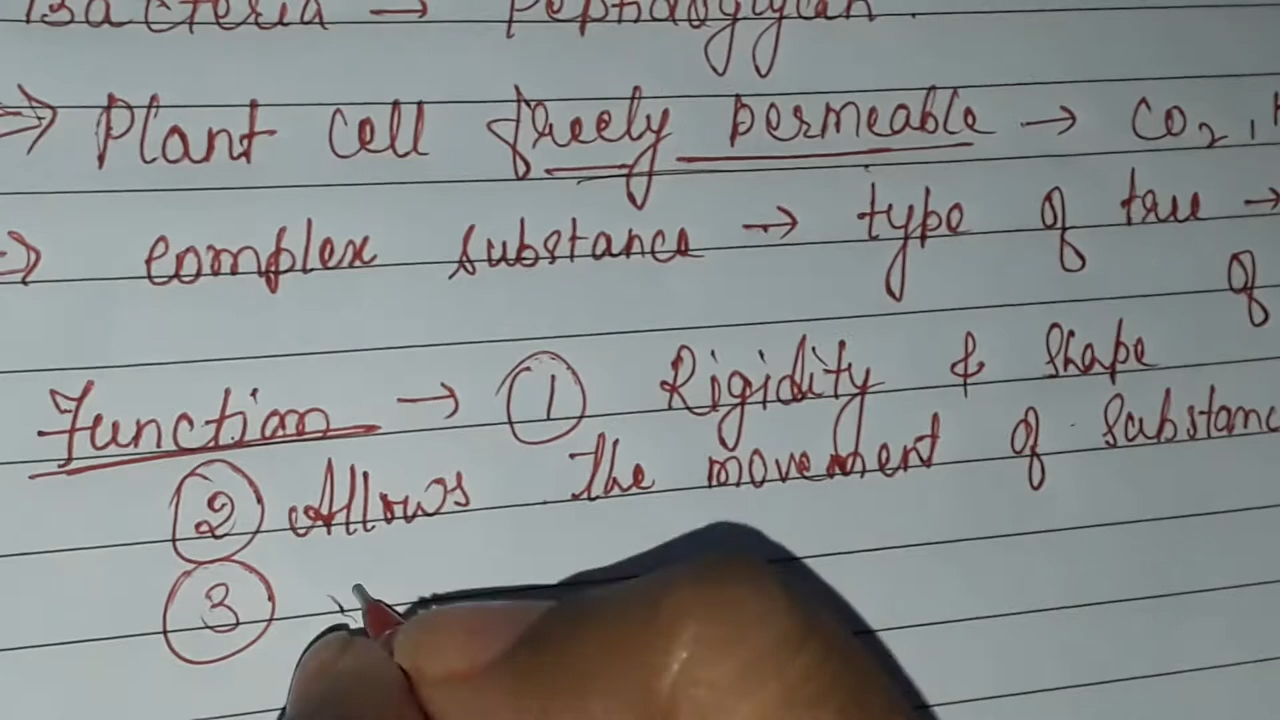 Bacteria → Peptidoglycan
⇒ Plant cell freely permeable → CO2,
⇒ complex substance → type of
of
Function → ① Rigidity & Shape
② Allows the movement of Substanc
③